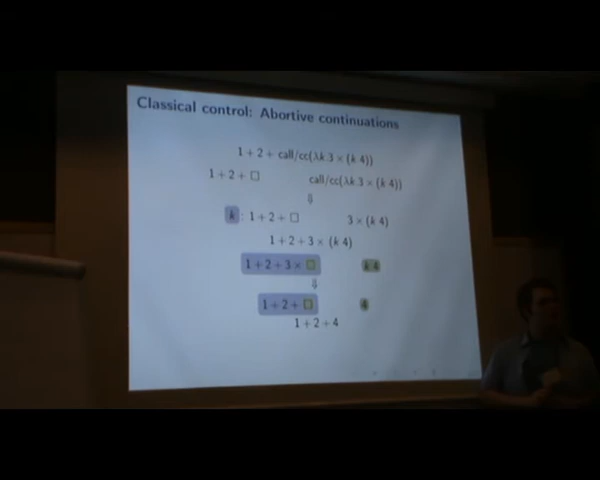 Classical control: Abortive continuations
1 + 2 + call/cc(λk.3 × (k 4))
1 + 2 + □ call/cc(λk.3 × (k 4))
⇓
k : 1 + 2 + □ 3 × (k 4)
1 + 2 + 3 × (k 4)
1 + 2 + 3 × □ k 4
⇓
1 + 2 + □ 4
1 + 2 + 4